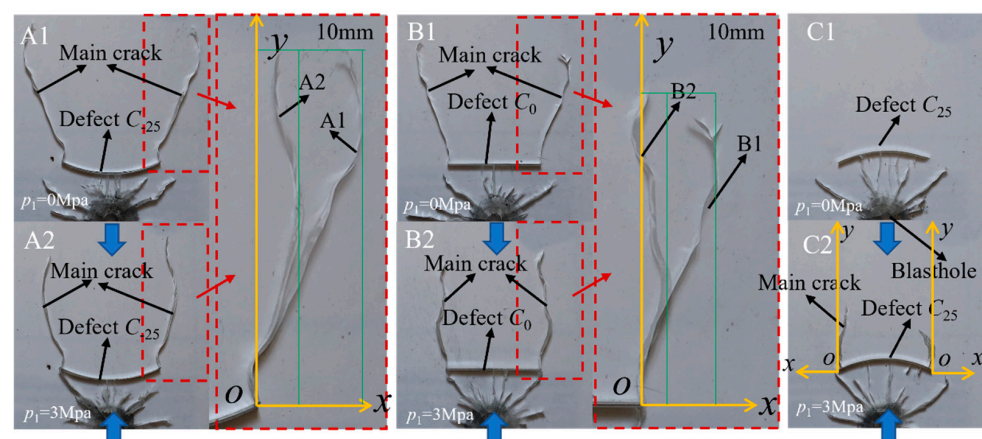 A1
Main crack
Defect C-25
p1=0Mpa
A2
Main crack
Defect C-25
p1=3Mpa
y
10mm
A2
A1
o
x
B1
Main crack
Defect C0
p1=0Mpa
B2
Main crack
Defect C0
p1=3Mpa
y
10mm
B2
B1
o
x
C1
Defect C25
p1=0Mpa
C2
y
y
Blasthole
Main crack
Defect C25
x
o
o
x
p1=3Mpa